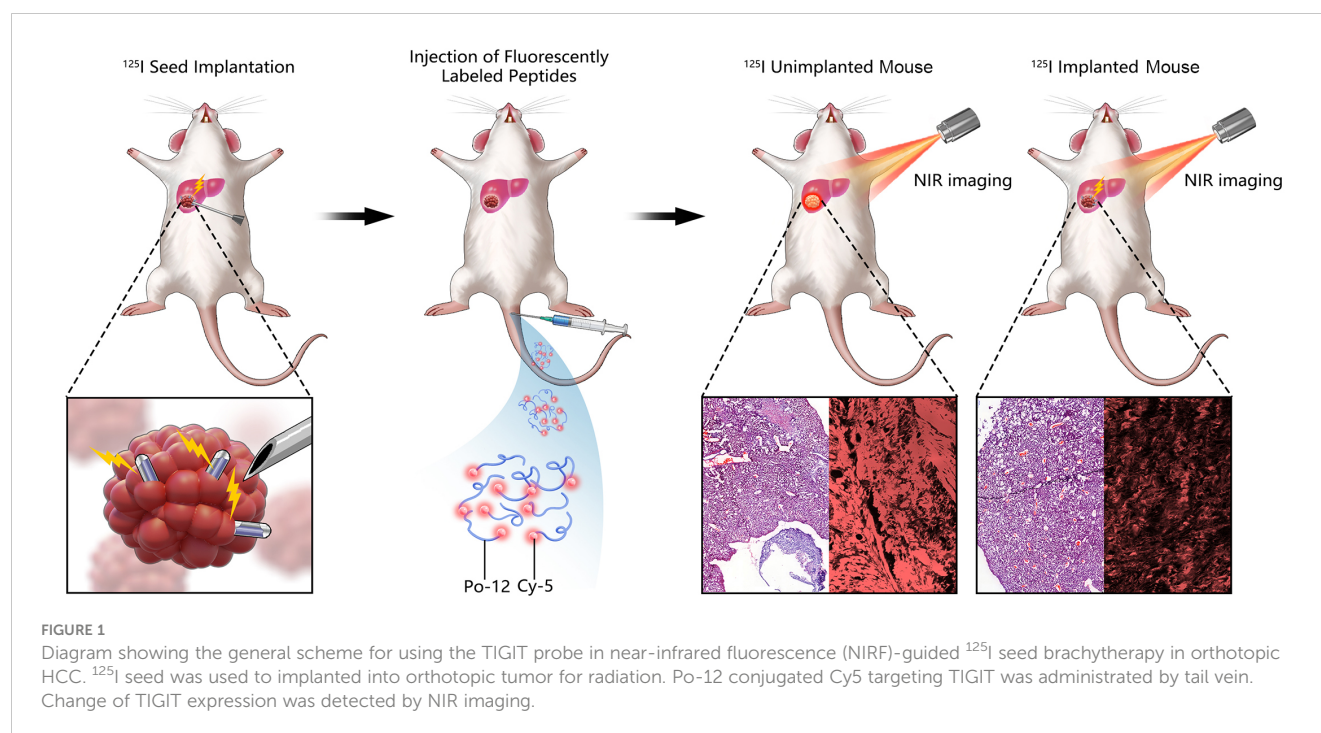 ¹²⁵I Seed Implantation
Injection of Fluorescently
Labeled Peptides
¹²⁵I Unimplanted Mouse
¹²⁵I Implanted Mouse
NIR imaging
NIR imaging
Po-12 Cy-5
FIGURE 1
Diagram showing the general scheme for using the TIGIT probe in near-infrared fluorescence (NIRF)-guided ¹²⁵I seed brachytherapy in orthotopic
HCC. ¹²⁵I seed was used to implanted into orthotopic tumor for radiation. Po-12 conjugated Cy5 targeting TIGIT was administrated by tail vein.
Change of TIGIT expression was detected by NIR imaging.